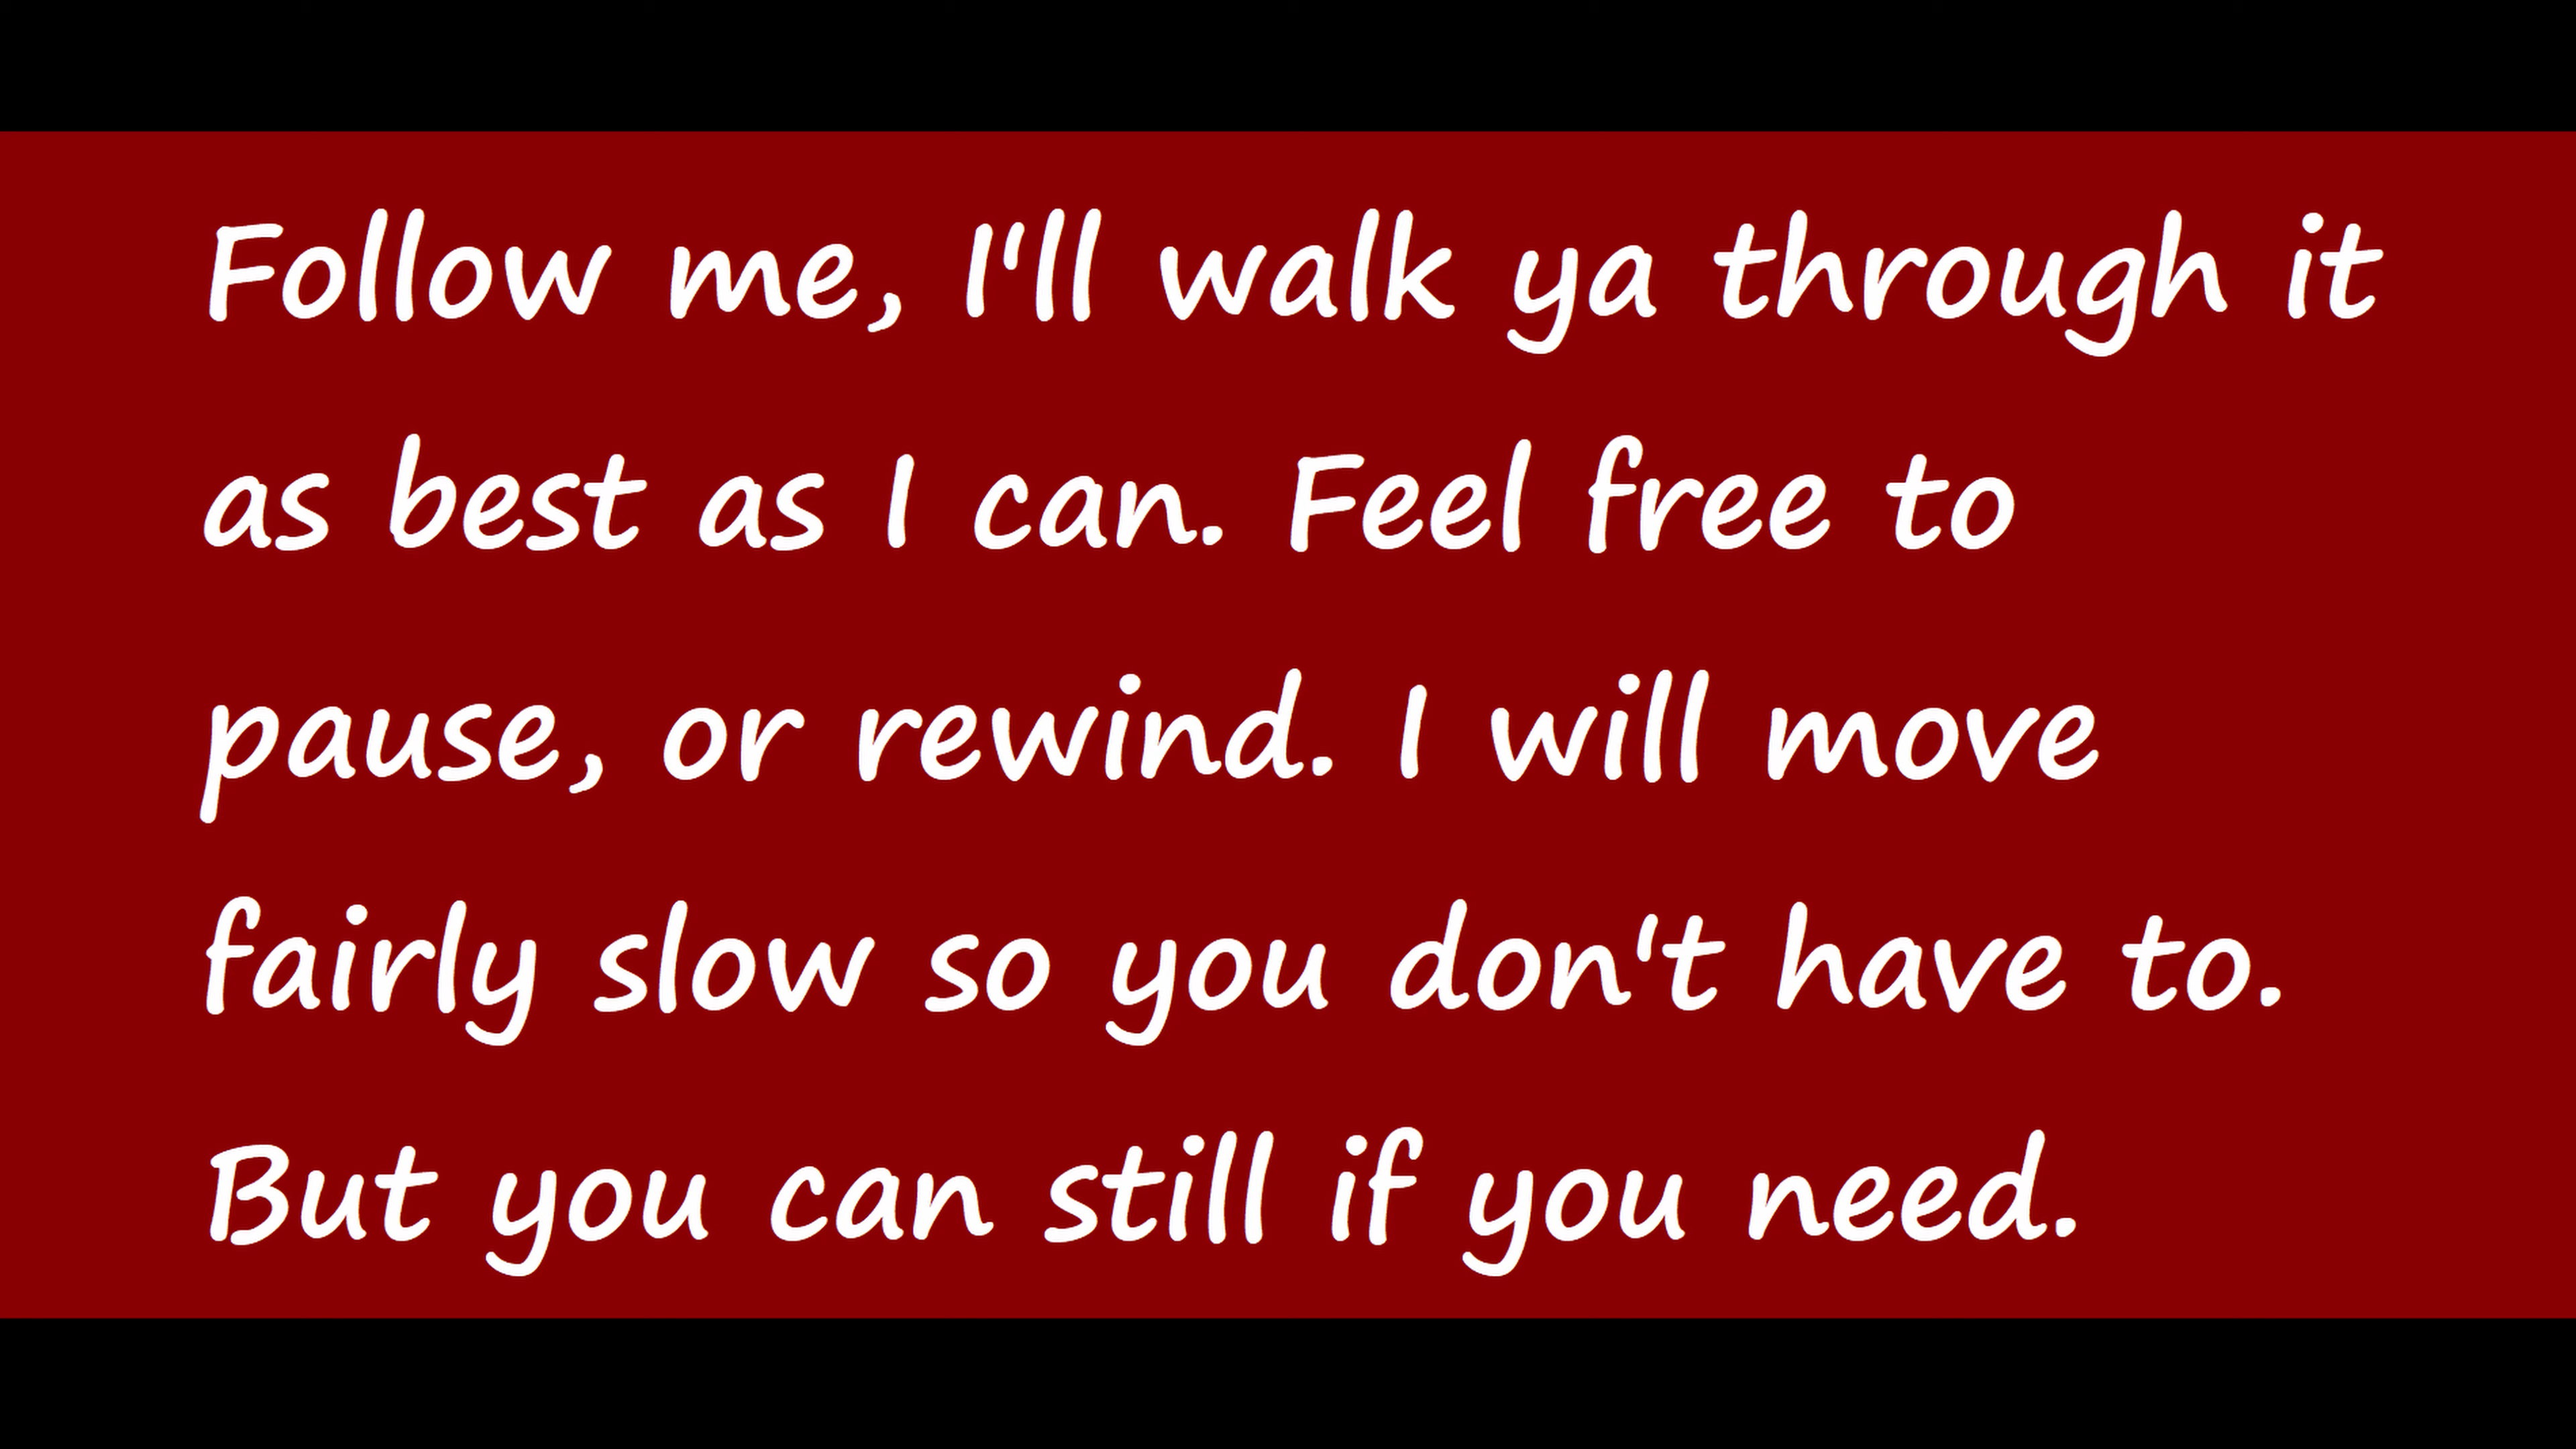 Follow me, I'll walk ya through it
as best as I can. Feel free to
pause, or rewind. I will move
fairly slow so you don't have to.
But you can still if you need.